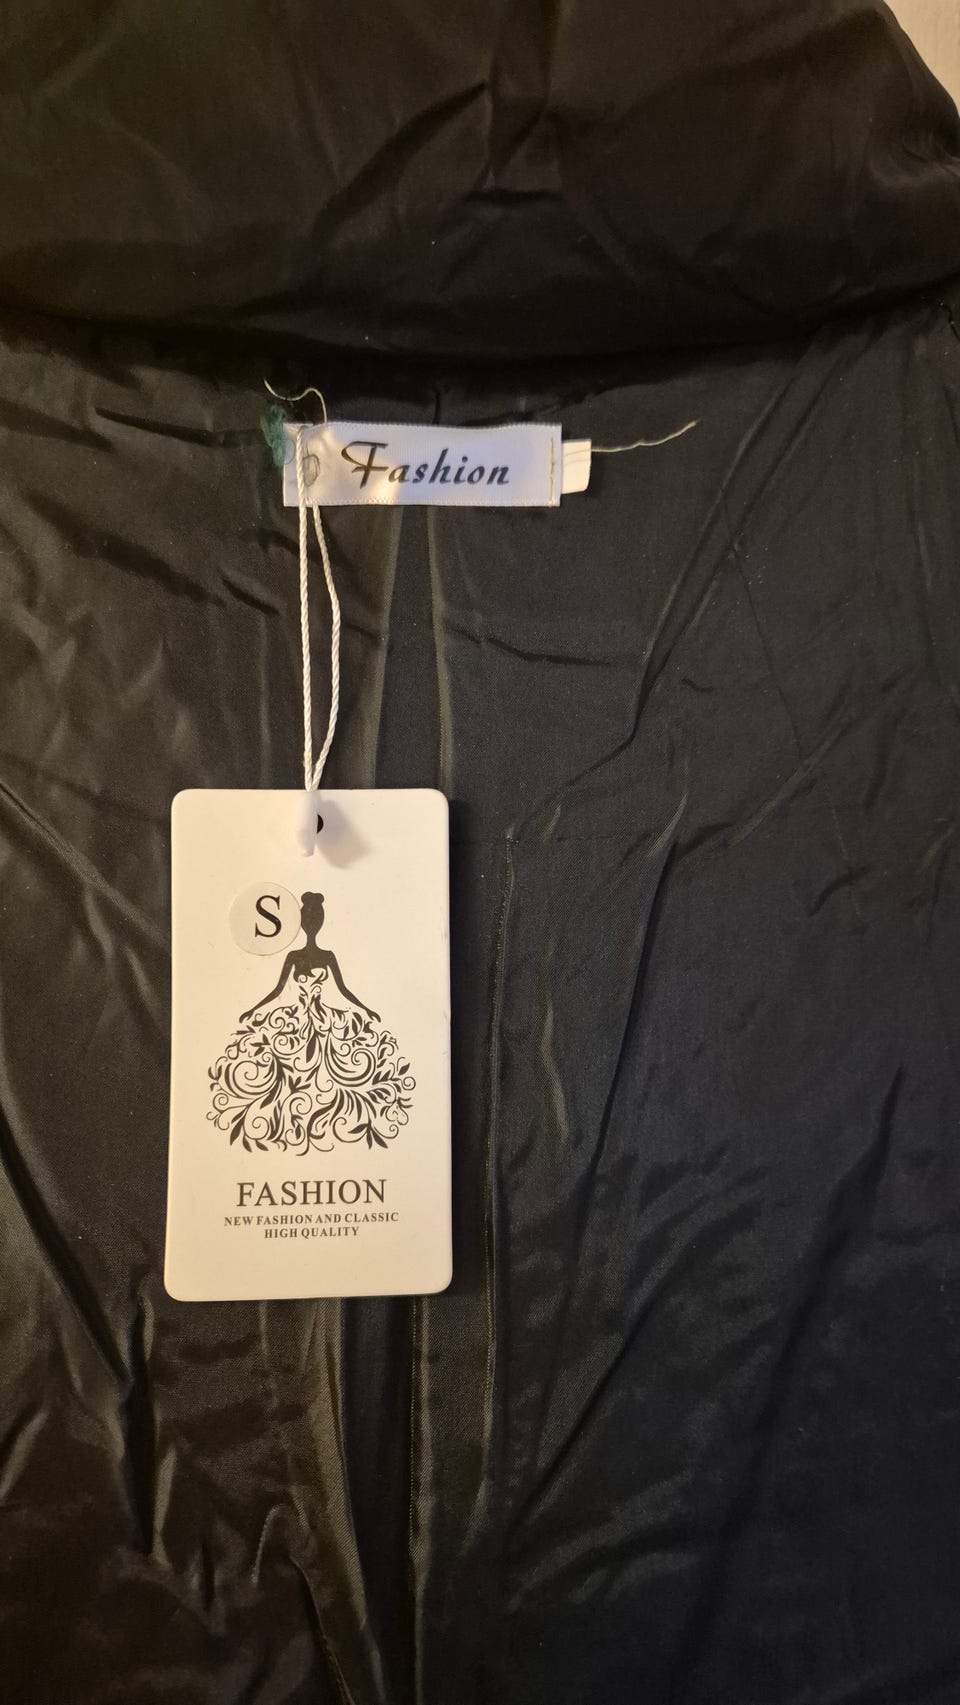 Fashion
S
FASHION
NEW FASHION AND CLASSIC
HIGH QUALITY